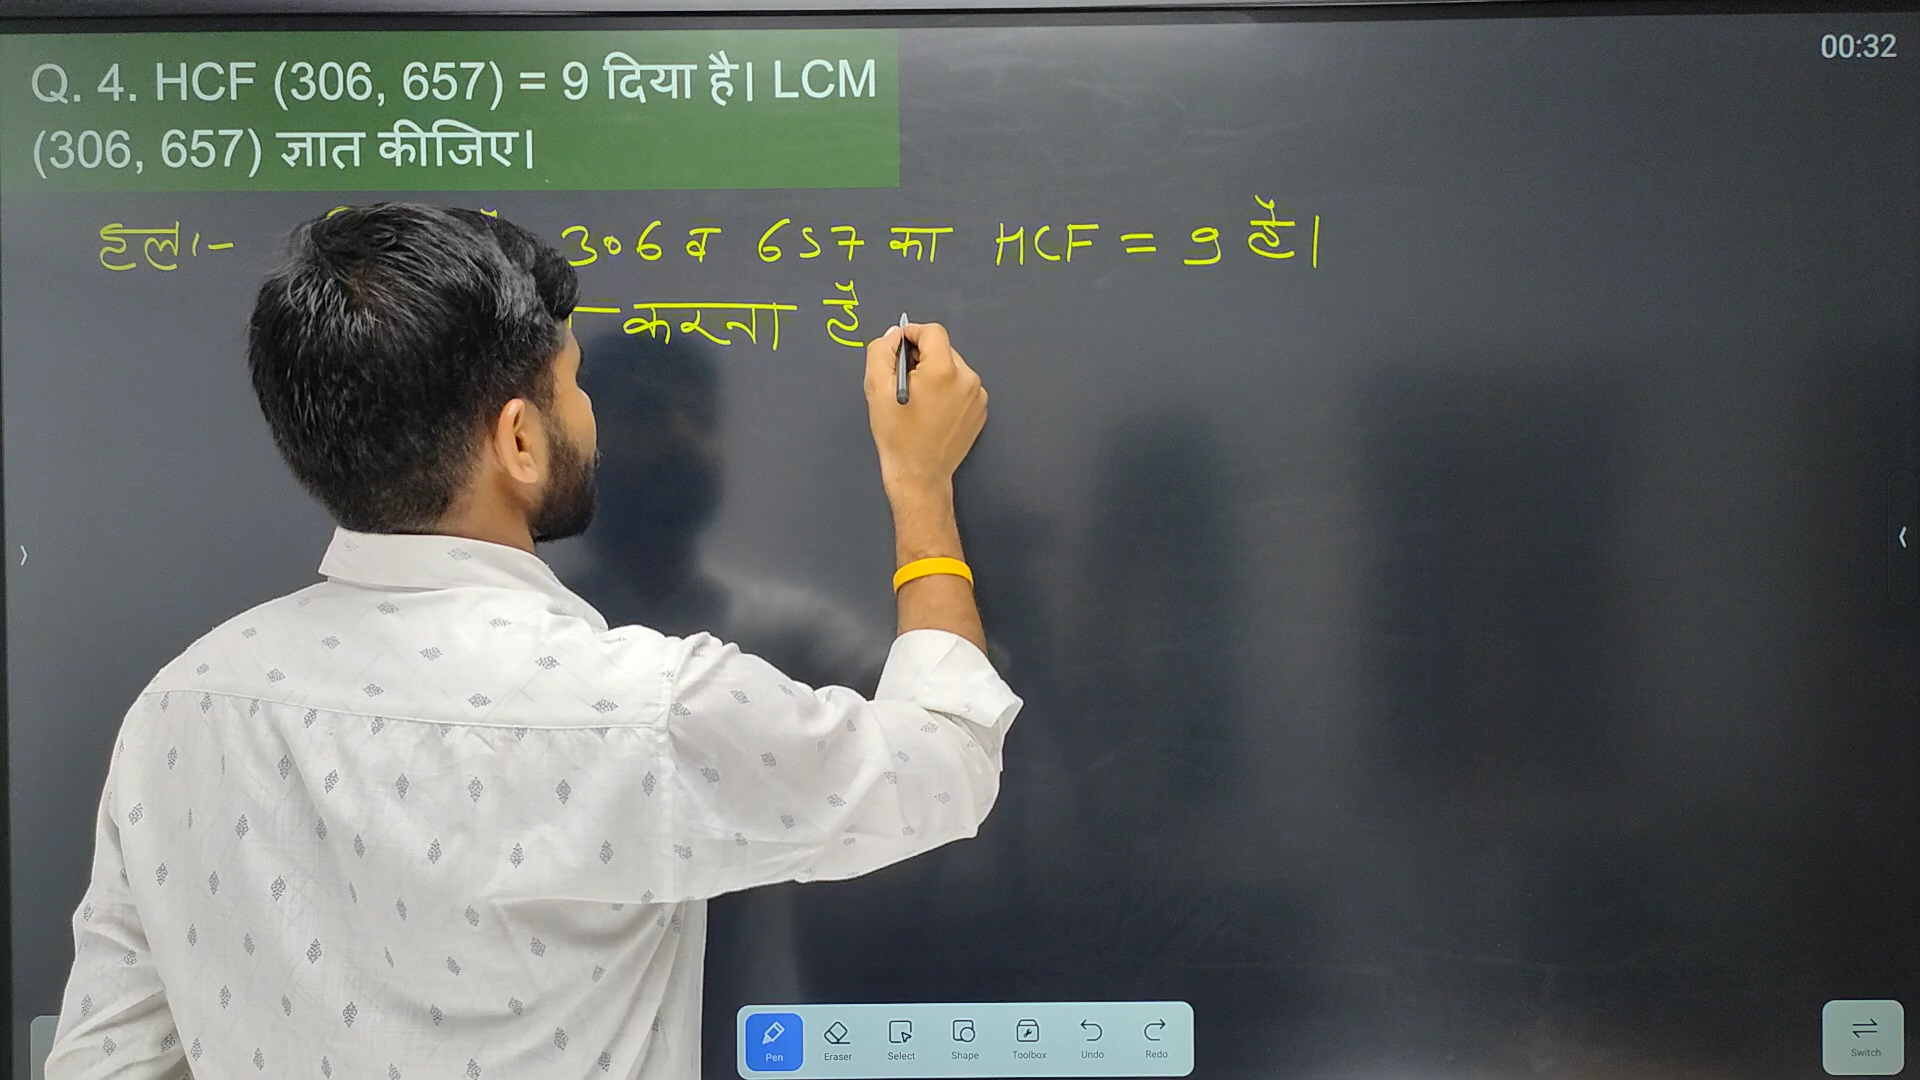 00:32
Q. 4. HCF (306, 657) = 9 दिया है। LCM
(306, 657) ज्ञात कीजिए।
हल:- 306 व 657 का HCF = 9 है।
करना है
Pen
Eraser
Select
Shape
Toolbox
Undo
Redo
Switch